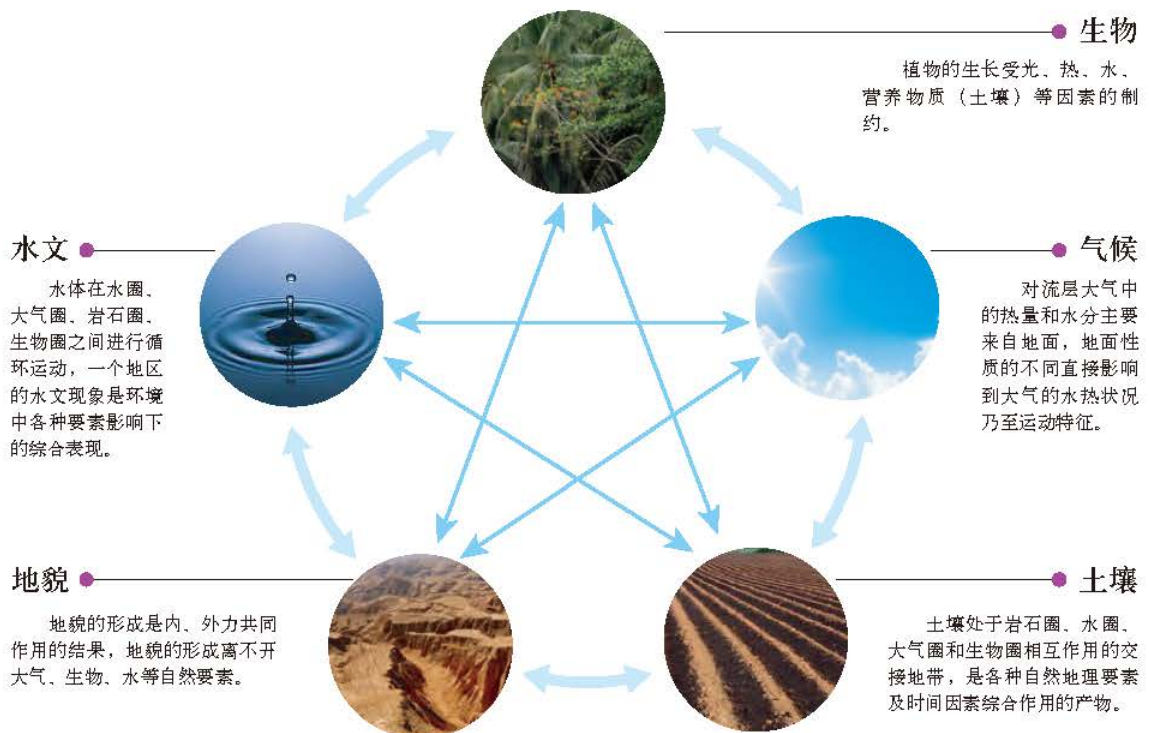 生物
植物的生长受光、热、水、
营养物质（土壤）等因素的制
约。
水文
水体在水圈、
大气圈、岩石圈、
生物圈之间进行循
环运动，一个地区
的水文现象是环境
中各种要素影响下
的综合表现。
气候
对流层大气中
的热量和水分主要
来自地面，地面性
质的不同直接影响
到大气的水热状况
乃至运动特征。
地貌
地貌的形成是内、外力共同
作用的结果，地貌的形成离不开
大气、生物、水等自然要素。
土壤
土壤处于岩石圈、水圈、
大气圈和生物圈相互作用的交
接地带，是各种自然地理要素
及时间因素综合作用的产物。